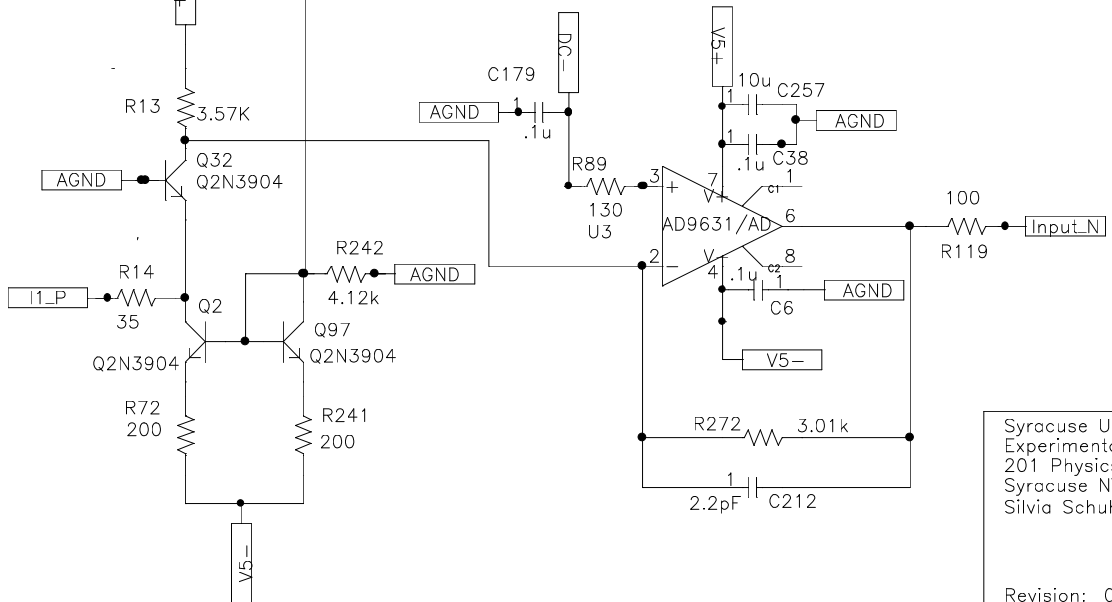 DC-
V5+
C179
10u
C257
R13
3.57K
AGND
1
.1u
1
AGND
1
.1u
C38
Q32
Q2N3904
AGND
R89
130
U3
3
+
7
V+
1
C1
AD9631/AD
6
100
R119
Input_N
2
-
V-
4
C2
8
R242
4.12k
AGND
.1u
1
C6
AGND
R14
35
I1_P
Q2
Q2N3904
Q97
Q2N3904
V5-
R72
200
R241
200
R272
3.01k
1
2.2pF
C212
V5-
Syracuse U
Experimento
201 Physics
Syracuse N
Silvia Schuh
Revision: